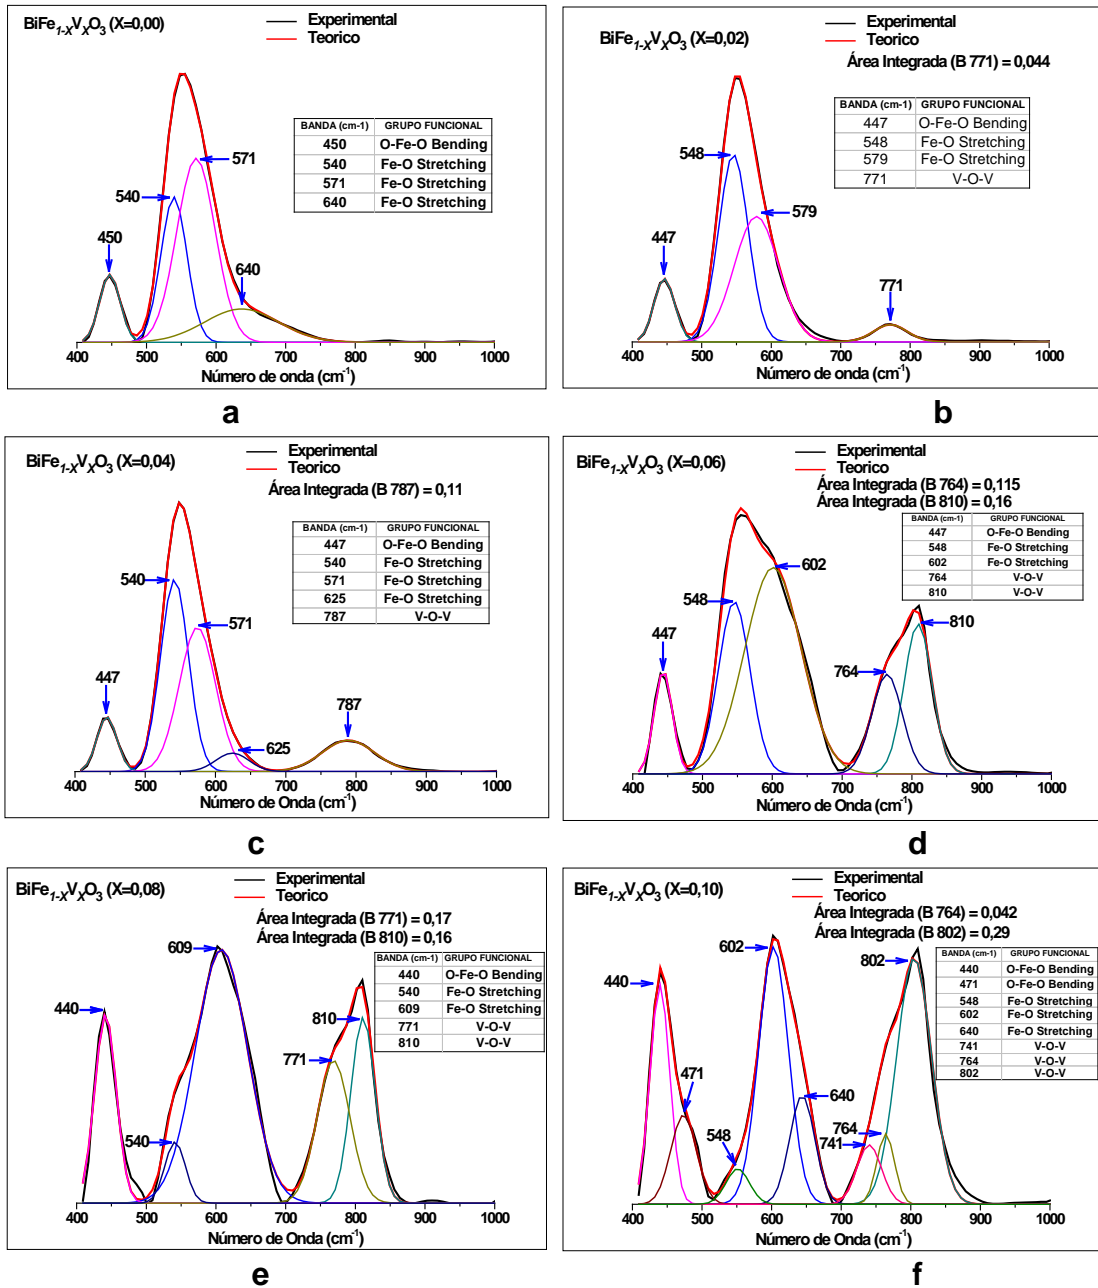 BiFe1-XVXO3 (X=0,00)
Experimental
Teorico
BANDA (cm-1) GRUPO FUNCIONAL
450 O-Fe-O Bending
540 Fe-O Stretching
571 Fe-O Stretching
640 Fe-O Stretching
571
540
450
640
400 500 600 700 800 900 1000
Número de onda (cm-1)
a
BiFe1-XVXO3 (X=0,02)
Experimental
Teorico
Área Integrada (B 771) = 0,044
BANDA (cm-1) GRUPO FUNCIONAL
447 O-Fe-O Bending
548 Fe-O Stretching
579 Fe-O Stretching
771 V-O-V
548
579
447
771
400 500 600 700 800 900 1000
Número de onda (cm-1)
b
BiFe1-XVXO3 (X=0,04)
Experimental
Teorico
Área Integrada (B 787) = 0,11
BANDA (cm-1) GRUPO FUNCIONAL
447 O-Fe-O Bending
540 Fe-O Stretching
571 Fe-O Stretching
625 Fe-O Stretching
787 V-O-V
540
571
447
787
625
400 500 600 700 800 900 1000
Número de Onda (cm-1)
c
BiFe1-XVXO3 (X=0,06)
Experimental
Teorico
Área Integrada (B 764) = 0,115
Área Integrada (B 810) = 0,16
BANDA (cm-1) GRUPO FUNCIONAL
447 O-Fe-O Bending
548 Fe-O Stretching
602 Fe-O Stretching
764 V-O-V
810 V-O-V
602
548
810
447
764
400 500 600 700 800 900 1000
Número de Onda (cm-1)
d
BiFe1-XVXO3 (X=0,08)
Experimental
Teorico
Área Integrada (B 771) = 0,17
Área Integrada (B 810) = 0,16
BANDA (cm-1) GRUPO FUNCIONAL
440 O-Fe-O Bending
540 Fe-O Stretching
609 Fe-O Stretching
771 V-O-V
810 V-O-V
609
440
810
771
540
400 500 600 700 800 900 1000
Número de Onda (cm-1)
e
BiFe1-XVXO3 (X=0,10)
Experimental
Teorico
Área Integrada (B 764) = 0,042
Área Integrada (B 802) = 0,29
BANDA (cm-1) GRUPO FUNCIONAL
440 O-Fe-O Bending
471 O-Fe-O Bending
548 Fe-O Stretching
602 Fe-O Stretching
640 Fe-O Stretching
741 V-O-V
764 V-O-V
802 V-O-V
602
802
440
471
640
764
548
741
400 500 600 700 800 900 1000
Número de Onda (cm-1)
f